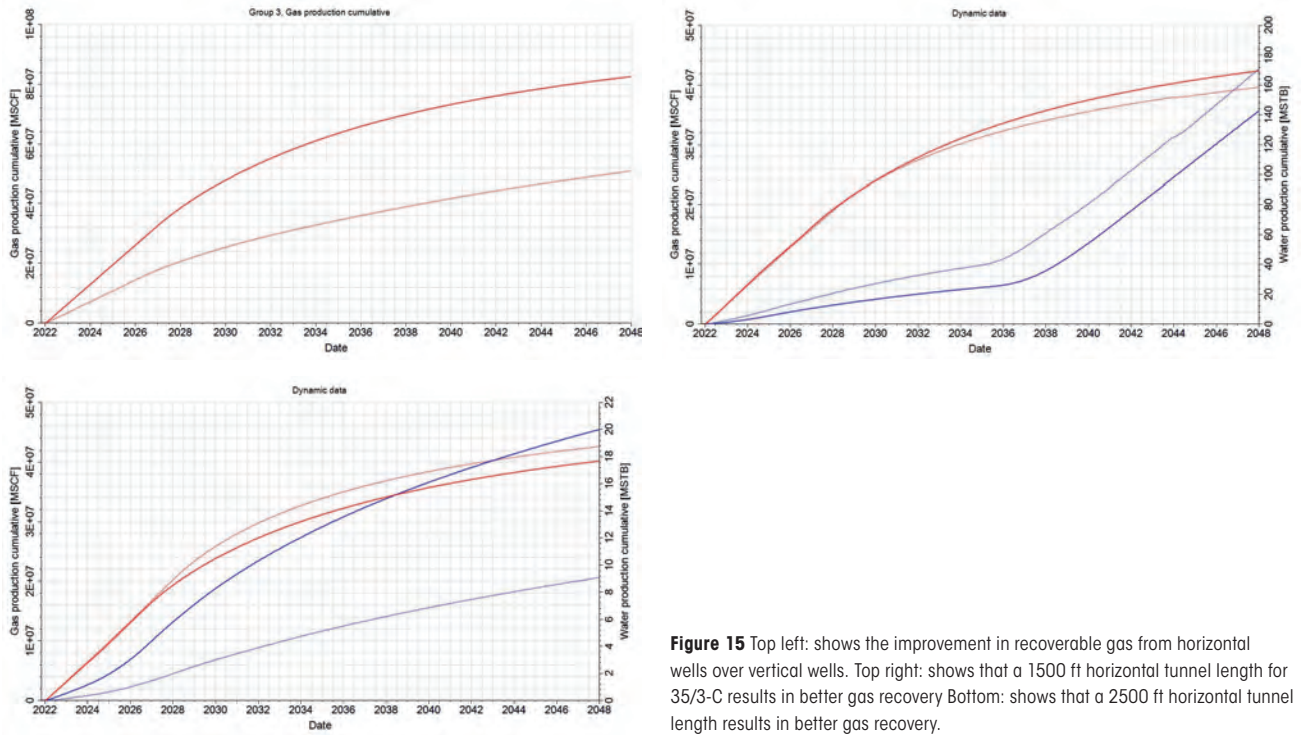 Group 3, Gas production cumulative
Gas production cumulative [MSCF]
0 2E+07 4E+07 6E+07 8E+07 1E+08
2022 2024 2026 2028 2030 2032 2034 2036 2038 2040 2042 2044 2046 2048
Date
Dynamic data
Gas production cumulative [MSCF]
0 1E+07 2E+07 3E+07 4E+07 5E+07
Water production cumulative [MSTB]
0 20 40 60 80 100 120 140 160 180 200
2022 2024 2026 2028 2030 2032 2034 2036 2038 2040 2042 2044 2046 2048
Date
Dynamic data
Gas production cumulative [MSCF]
0 1E+07 2E+07 3E+07 4E+07 5E+07
Water production cumulative [MSTB]
0 2 4 6 8 10 12 14 16 18 20 22
2022 2024 2026 2028 2030 2032 2034 2036 2038 2040 2042 2044 2046 2048
Date
Figure 15 Top left: shows the improvement in recoverable gas from horizontal
wells over vertical wells. Top right: shows that a 1500 ft horizontal tunnel length for
35/3-C results in better gas recovery Bottom: shows that a 2500 ft horizontal tunnel
length results in better gas recovery.